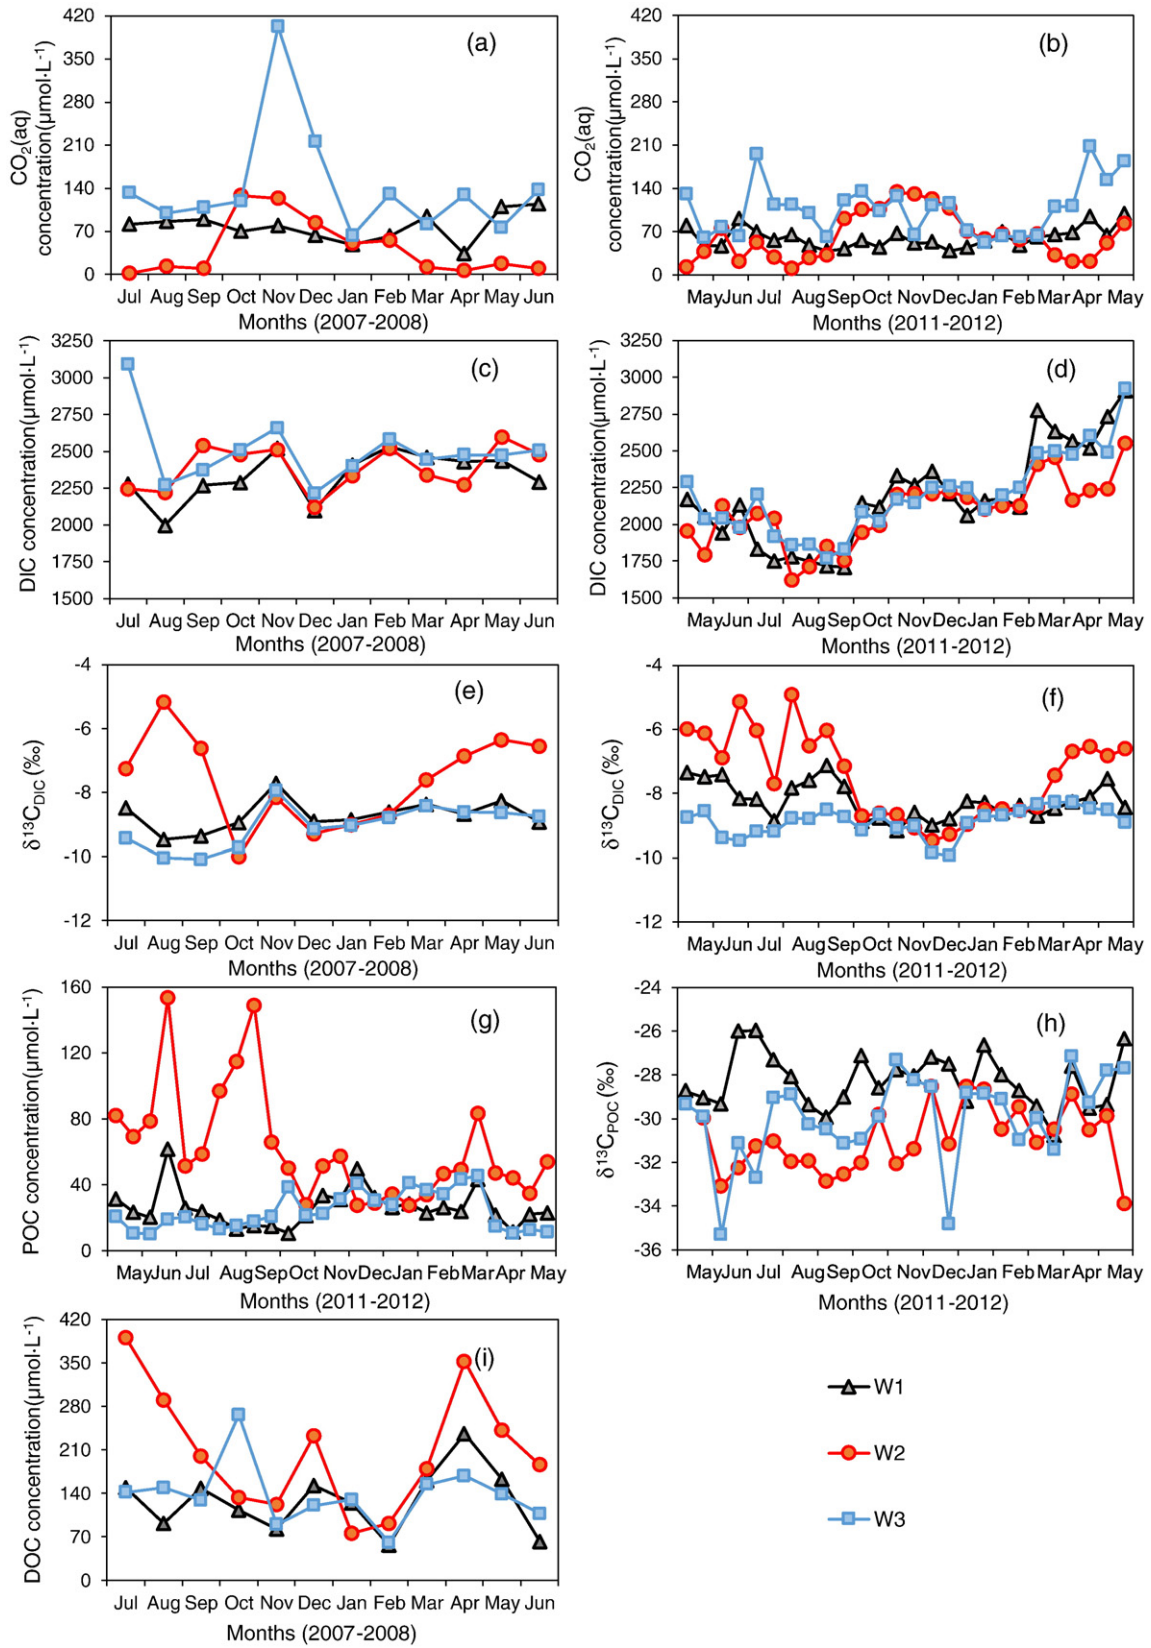 420
350
280
210
140
70
0
CO2(aq)
concentration(μmol·L-1)
(a)
Jul Aug Sep Oct Nov Dec Jan Feb Mar Apr May Jun
Months (2007-2008)
420
350
280
210
140
70
0
CO2(aq)
concentration(μmol·L-1)
(b)
May Jun Jul Aug Sep Oct Nov Dec Jan Feb Mar Apr May
Months (2011-2012)
3250
3000
2750
2500
2250
2000
1750
1500
DIC concentration(μmol·L-1)
(c)
Jul Aug Sep Oct Nov Dec Jan Feb Mar Apr May Jun
Months (2007-2008)
3250
3000
2750
2500
2250
2000
1750
1500
DIC concentration(μmol·L-1)
(d)
May Jun Jul Aug Sep Oct Nov Dec Jan Feb Mar Apr May
Months (2011-2012)
-4
-6
-8
-10
-12
δ13CDIC (‰)
(e)
Jul Aug Sep Oct Nov Dec Jan Feb Mar Apr May Jun
Months (2007-2008)
-4
-6
-8
-10
-12
δ13CDIC (‰)
(f)
May Jun Jul Aug Sep Oct Nov Dec Jan Feb Mar Apr May
Months (2011-2012)
160
120
80
40
0
POC concentration(μmol·L-1)
(g)
May Jun Jul Aug Sep Oct Nov Dec Jan Feb Mar Apr May
Months (2011-2012)
-24
-26
-28
-30
-32
-34
-36
δ13CPOC (‰)
(h)
May Jun Jul Aug Sep Oct Nov Dec Jan Feb Mar Apr May
Months (2011-2012)
420
350
280
210
140
70
0
DOC concentration(μmol·L-1)
(i)
Jul Aug Sep Oct Nov Dec Jan Feb Mar Apr May Jun
Months (2007-2008)
W1
W2
W3